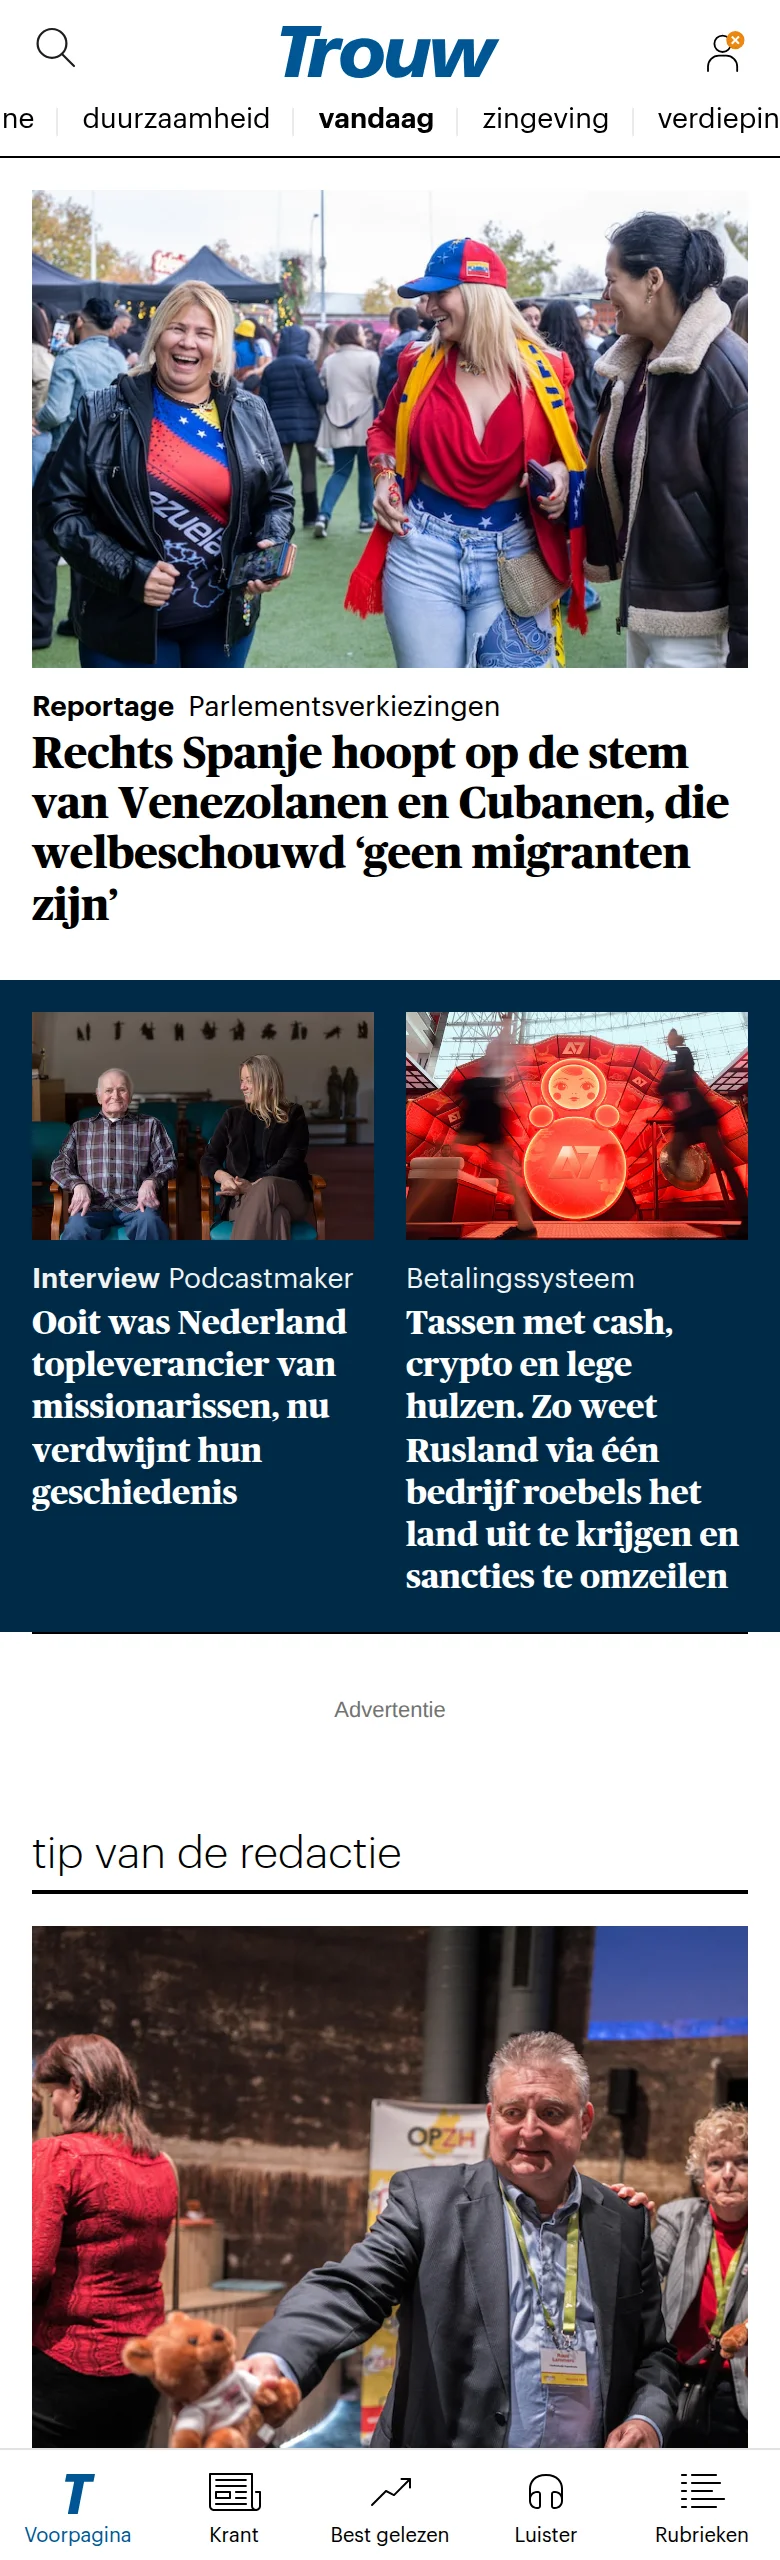 Trouw
ne
duurzaamheid
vandaag
zingeving
verdiepin
Reportage Parlementsverkiezingen
Rechts Spanje hoopt op de stem
van Venezolanen en Cubanen, die
welbeschouwd ‘geen migranten
zijn’
A7
A7
Interview Podcastmaker
Ooit was Nederland
topleverancier van
missionarissen, nu
verdwijnt hun
geschiedenis
Betalingssysteem
Tassen met cash,
crypto en lege
hulzen. Zo weet
Rusland via één
bedrijf roebels het
land uit te krijgen en
sancties te omzeilen
Advertentie
tip van de redactie
OPZH
T
Voorpagina
Krant
Best gelezen
Luister
Rubrieken